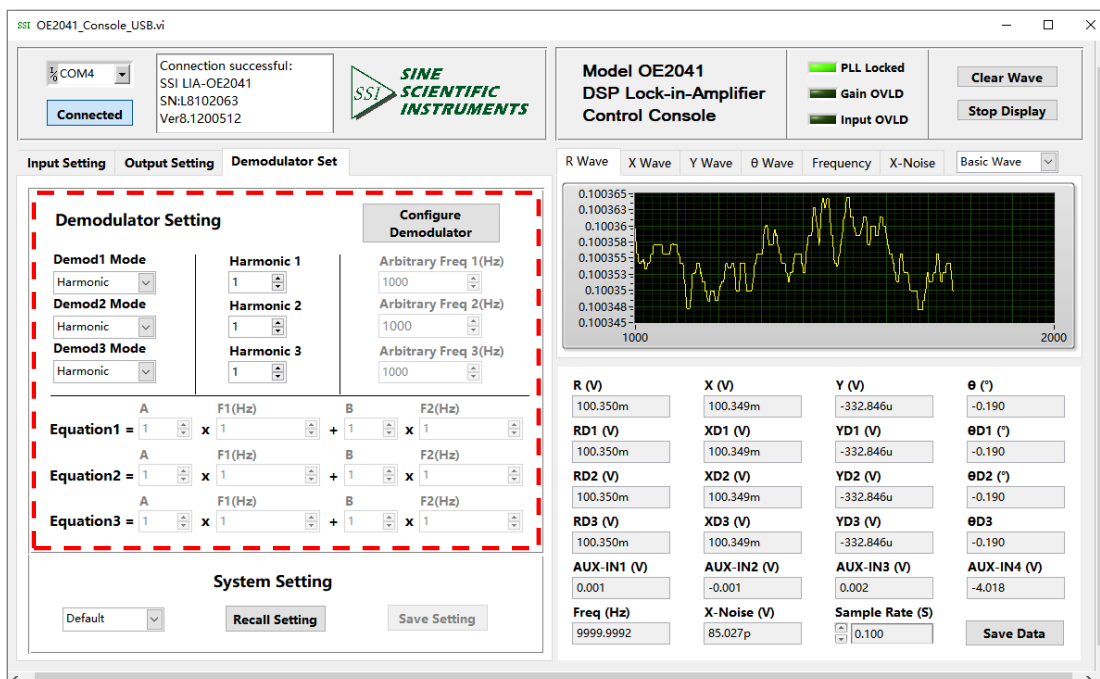 SSI OE2041_Console_USB.vi
I/O COM4
Connected
Connection successful:
SSI LIA-OE2041
SN:L8102063
Ver8.1200512
SSI
SINE
SCIENTIFIC
INSTRUMENTS
Model OE2041
DSP Lock-in-Amplifier
Control Console
PLL Locked
Gain OVLD
Input OVLD
Clear Wave
Stop Display
Input Setting Output Setting Demodulator Set
Demodulator Setting
Configure
Demodulator
Demod1 Mode Harmonic 1 Arbitrary Freq 1(Hz)
Harmonic 1 1000
Demod2 Mode Harmonic 2 Arbitrary Freq 2(Hz)
Harmonic 1 1000
Demod3 Mode Harmonic 3 Arbitrary Freq 3(Hz)
Harmonic 1 1000
A F1(Hz) B F2(Hz)
Equation1 = 1 x 1 + 1 x 1
A F1(Hz) B F2(Hz)
Equation2 = 1 x 1 + 1 x 1
A F1(Hz) B F2(Hz)
Equation3 = 1 x 1 + 1 x 1
System Setting
Default Recall Setting Save Setting
R Wave X Wave Y Wave θ Wave Frequency X-Noise Basic Wave
0.100365
0.100363
0.10036
0.100358
0.100355
0.100353
0.10035
0.100348
0.100345
1000 2000
R (V) X (V) Y (V) θ (°)
100.350m 100.349m -332.846u -0.190
RD1 (V) XD1 (V) YD1 (V) θD1 (°)
100.350m 100.349m -332.846u -0.190
RD2 (V) XD2 (V) YD2 (V) θD2 (°)
100.350m 100.349m -332.846u -0.190
RD3 (V) XD3 (V) YD3 (V) θD3
100.350m 100.349m -332.846u -0.190
AUX-IN1 (V) AUX-IN2 (V) AUX-IN3 (V) AUX-IN4 (V)
0.001 -0.001 0.002 -4.018
Freq (Hz) X-Noise (V) Sample Rate (S)
9999.9992 85.027p 0.100 Save Data